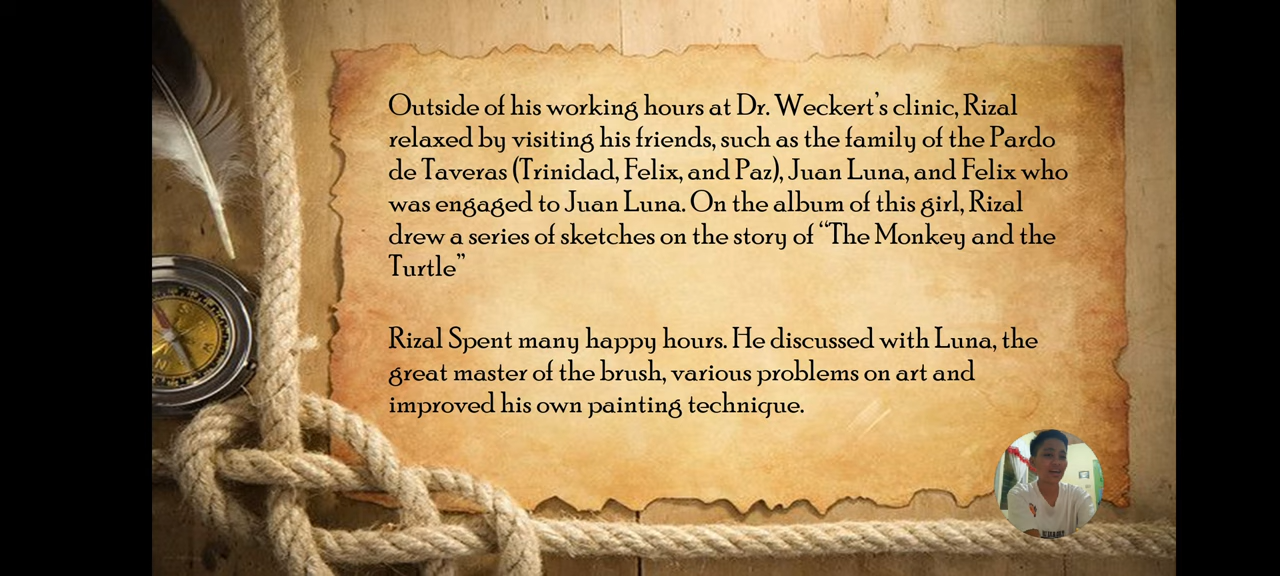 Outside of his working hours at Dr. Weckert's clinic, Rizal
relaxed by visiting his friends, such as the family of the Pardo
de Taveras (Trinidad, Felix, and Paz), Juan Luna, and Felix who
was engaged to Juan Luna. On the album of this girl, Rizal
drew a series of sketches on the story of “The Monkey and the
Turtle”
Rizal Spent many happy hours. He discussed with Luna, the
great master of the brush, various problems on art and
improved his own painting technique.